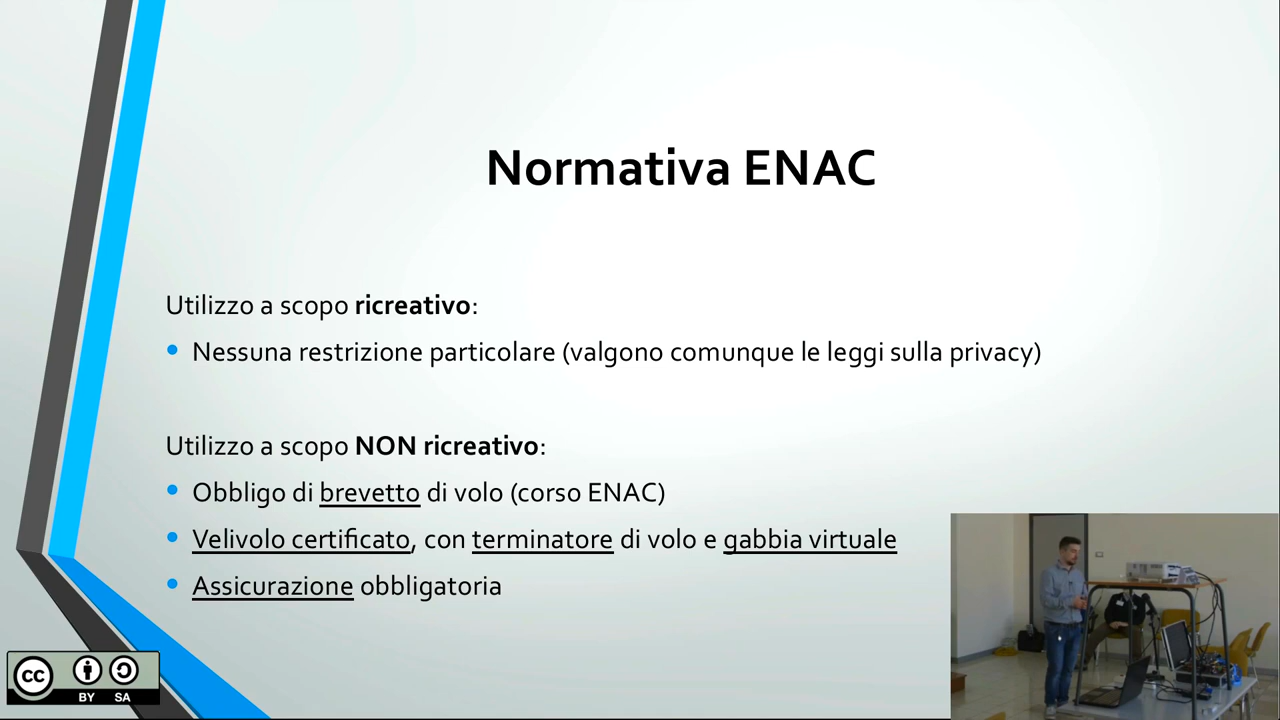 Normativa ENAC
Utilizzo a scopo ricreativo:
Nessuna restrizione particolare (valgono comunque le leggi sulla privacy)
Utilizzo a scopo NON ricreativo:
Obbligo di brevetto di volo (corso ENAC)
Velivolo certificato, con terminatore di volo e gabbia virtuale
Assicurazione obbligatoria
cc
BY SA